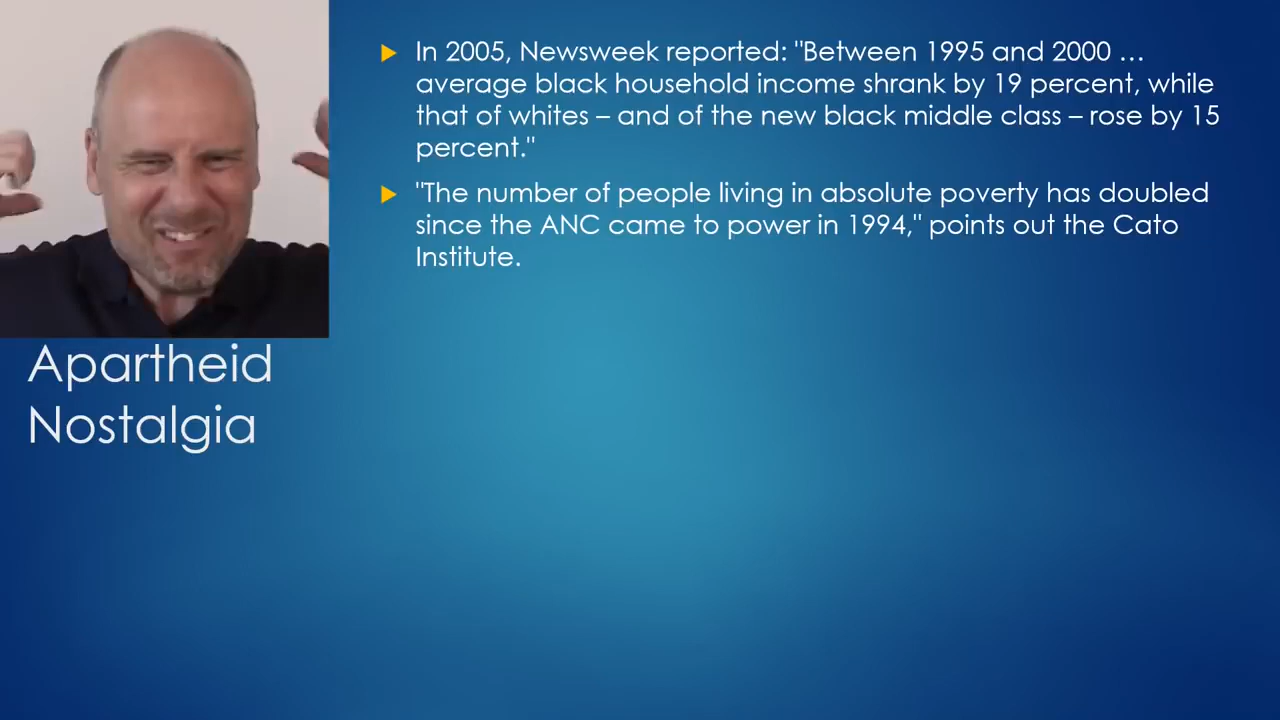 In 2005, Newsweek reported: "Between 1995 and 2000 …
average black household income shrank by 19 percent, while
that of whites – and of the new black middle class – rose by 15
percent."
"The number of people living in absolute poverty has doubled
since the ANC came to power in 1994," points out the Cato
Institute.
Apartheid
Nostalgia